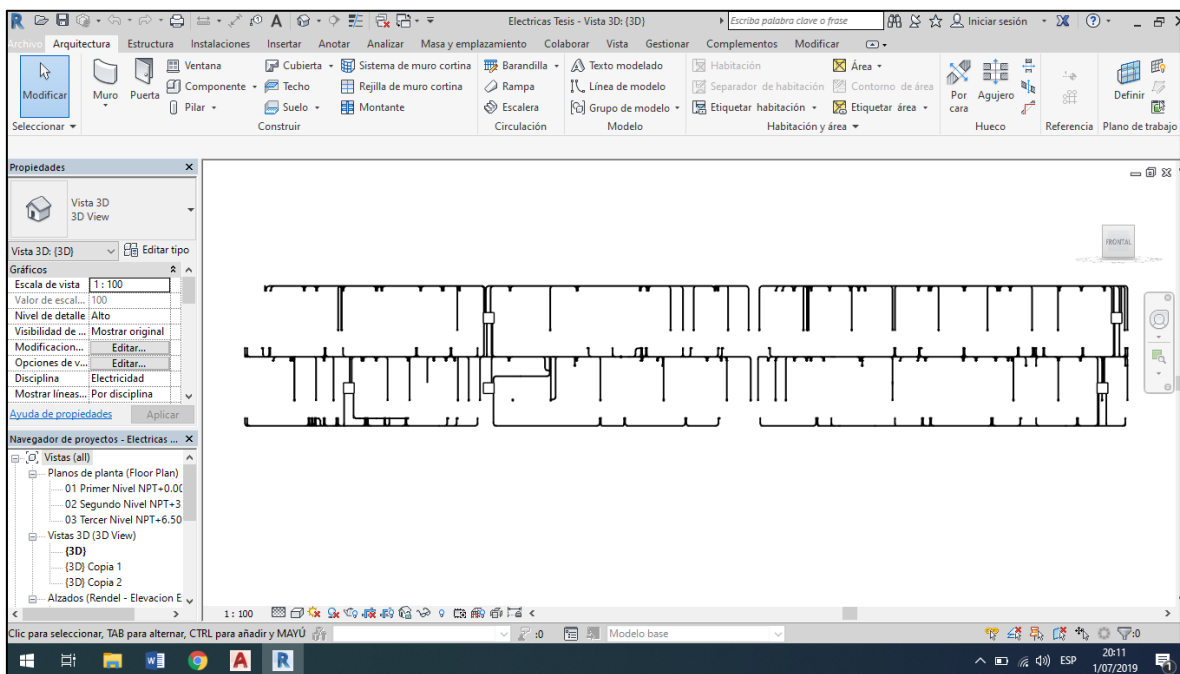 Electricas Tesis - Vista 3D: {3D}
Escriba palabra clave o frase
Iniciar sesión
Archivo Arquitectura Estructura Instalaciones Insertar Anotar Analizar Masa y emplazamiento Colaborar Vista Gestionar Complementos Modificar
Modificar
Muro
Puerta
Ventana
Componente
Pilar
Cubierta
Techo
Suelo
Sistema de muro cortina
Rejilla de muro cortina
Montante
Barandilla
Rampa
Escalera
Texto modelado
Línea de modelo
Grupo de modelo
Habitación
Separador de habitación
Etiquetar habitación
Área
Contorno de área
Etiquetar área
Por cara
Agujero
Definir
Seleccionar
Construir
Circulación
Modelo
Habitación y área
Hueco
Referencia
Plano de trabajo
Propiedades
Vista 3D
3D View
Vista 3D: {3D}
Editar tipo
Gráficos
Escala de vista 1 : 100
Valor de escal... 100
Nivel de detalle Alto
Visibilidad de ... Mostrar original
Modificacion... Editar...
Opciones de v... Editar...
Disciplina Electricidad
Mostrar líneas... Por disciplina
Ayuda de propiedades
Aplicar
Navegador de proyectos - Electricas ...
Vistas (all)
Planos de planta (Floor Plan)
01 Primer Nivel NPT+0.00
02 Segundo Nivel NPT+3
03 Tercer Nivel NPT+6.50
Vistas 3D (3D View)
{3D}
{3D} Copia 1
{3D} Copia 2
Alzados (Rendel - Elevacion E
FRONTAL
1 : 100
Clic para seleccionar, TAB para alternar, CTRL para añadir y MAYÚ
:0
Modelo base
:0
ESP
20:11
1/07/2019